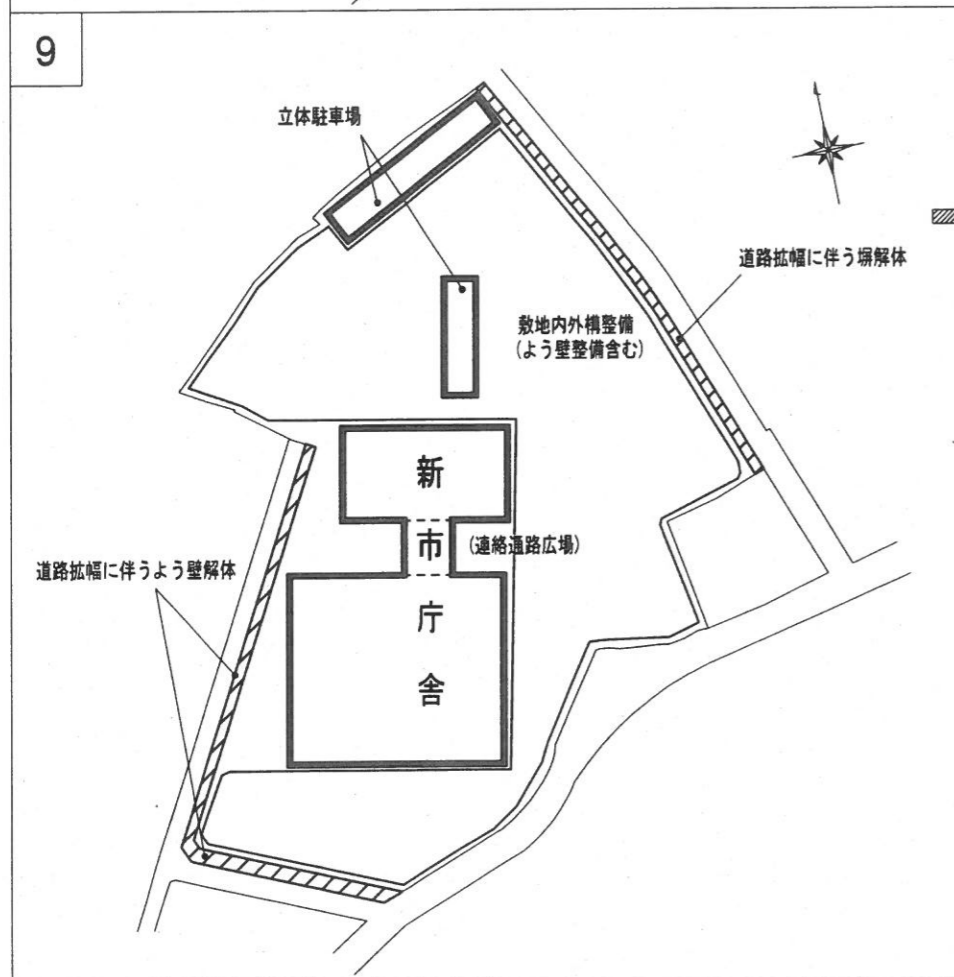 9
立体駐車場
道路拡幅に伴う塀解体
敷地内外構整備
(よう壁整備含む)
新
市
(連絡通路広場)
道路拡幅に伴うよう壁解体
庁
舎